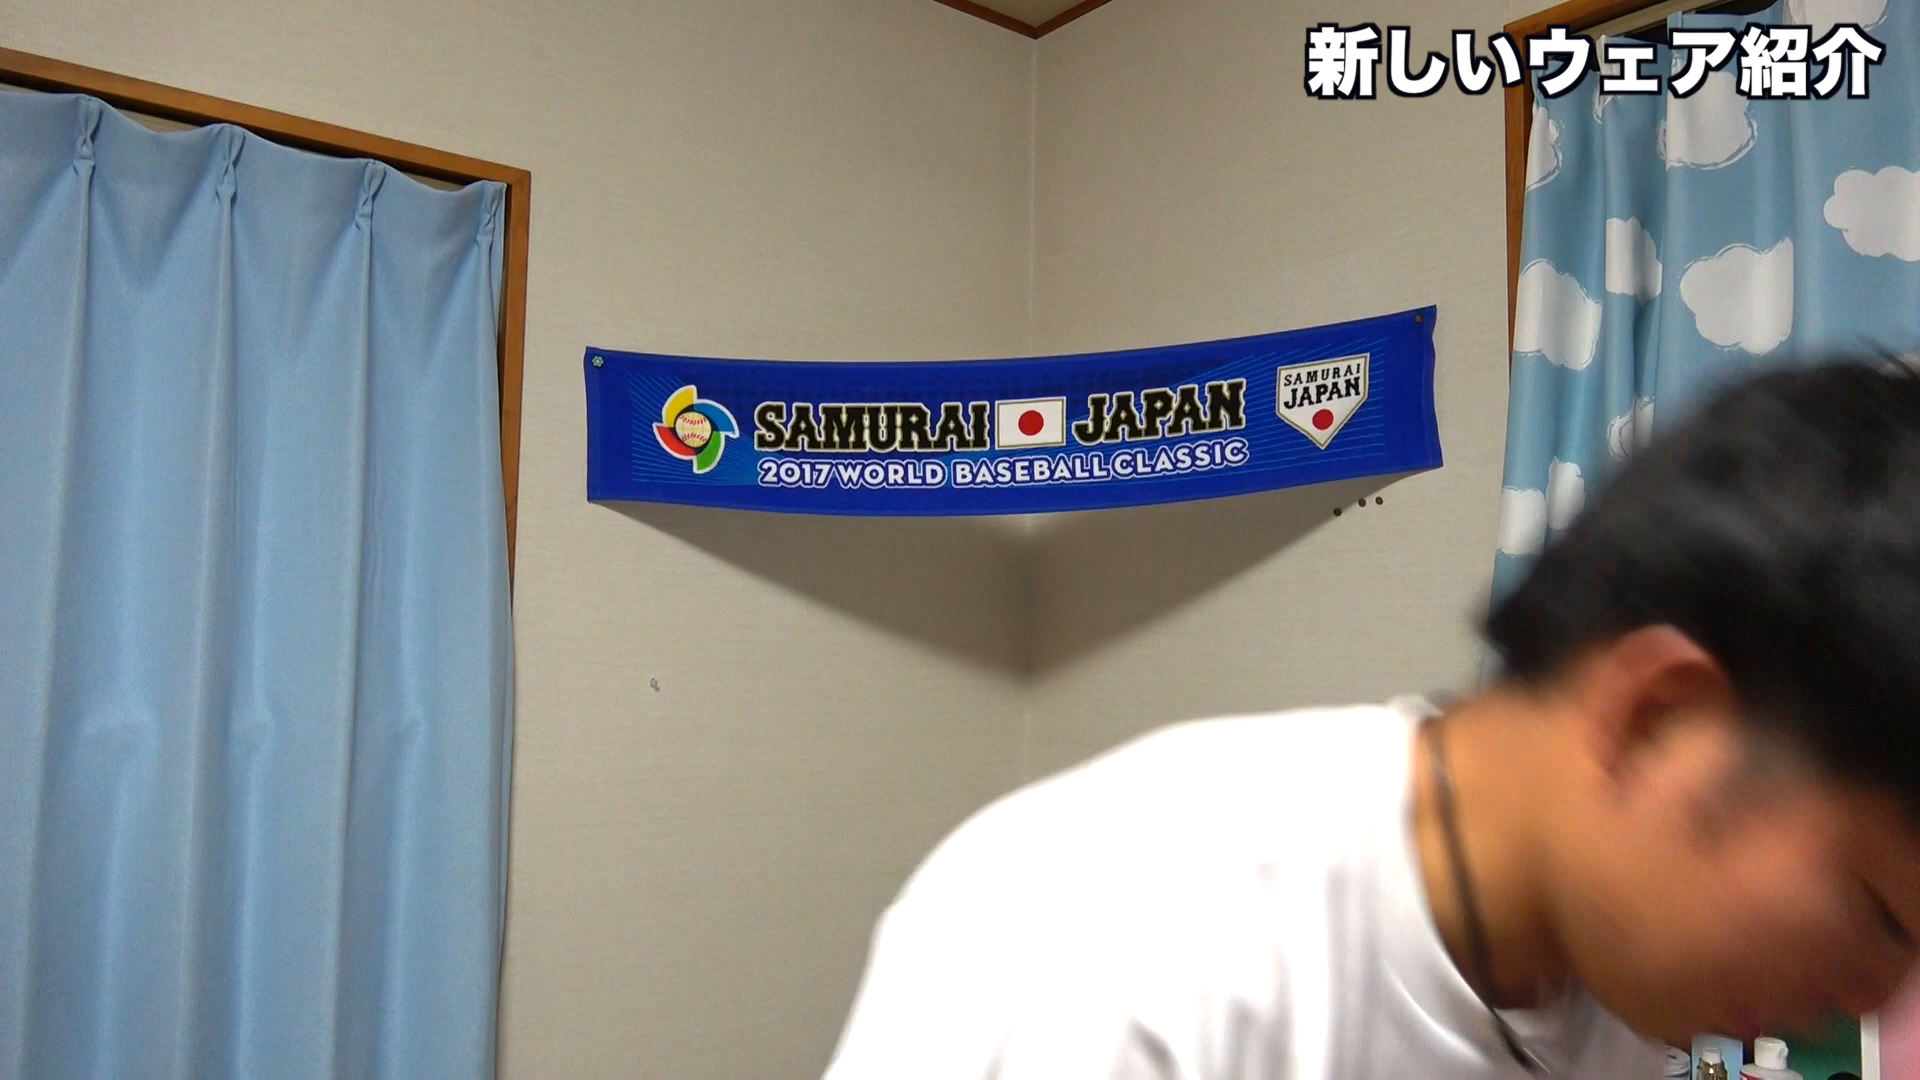 新しいウェア紹介
SAMURAI JAPAN
2017 WORLD BASEBALL CLASSIC
SAMURAI
JAPAN